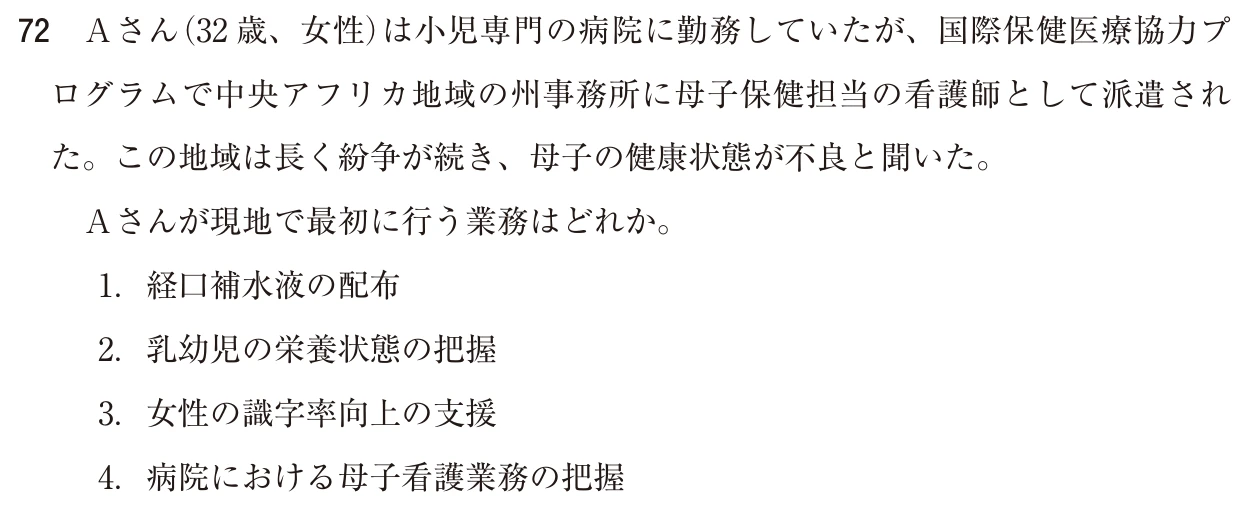 72 Aさん(32歳、女性)は小児専門の病院に勤務していたが、国際保健医療協力プ
ログラムで中央アフリカ地域の州事務所に母子保健担当の看護師として派遣され
た。この地域は長く紛争が続き、母子の健康状態が不良と聞いた。
Aさんが現地で最初に行う業務はどれか。
1. 経口補水液の配布
2. 乳幼児の栄養状態の把握
3. 女性の識字率向上の支援
4. 病院における母子看護業務の把握